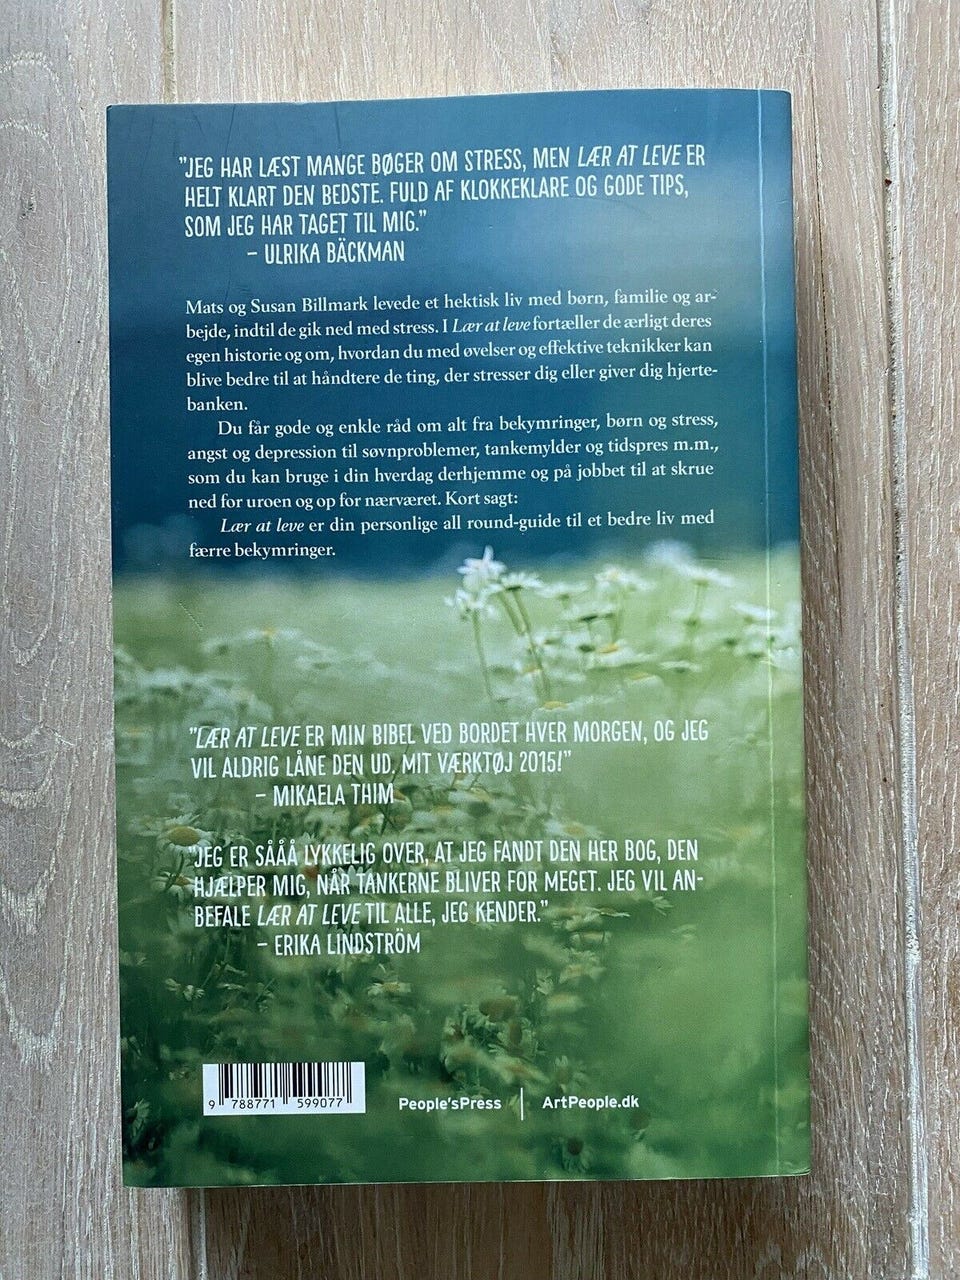 "JEG HAR LÆST MANGE BØGER OM STRESS, MEN LÆR AT LEVE ER
HELT KLART DEN BEDSTE. FULD AF KLOKKEKLARE OG GODE TIPS,
SOM JEG HAR TAGET TIL MIG."
– ULRIKA BÄCKMAN
Mats og Susan Billmark levede et hektisk liv med børn, familie og ar-
bejde, indtil de gik ned med stress. I Lær at leve fortæller de ærligt deres
egen historie og om, hvordan du med øvelser og effektive teknikker kan
blive bedre til at håndtere de ting, der stresser dig eller giver dig hjerte-
banken.
Du får gode og enkle råd om alt fra bekymringer, børn og stress,
angst og depression til søvnproblemer, tankemylder og tidspres m.m.,
som du kan bruge i din hverdag derhjemme og på jobbet til at skrue
ned for uroen og op for nærværet. Kort sagt:
Lær at leve er din personlige all round-guide til et bedre liv med
færre bekymringer.
"LÆR AT LEVE ER MIN BIBEL VED BORDET HVER MORGEN, OG JEG
VIL ALDRIG LÅNE DEN UD. MIT VÆRKTØJ 2015!"
– MIKAELA THIM
"JEG ER SÅÅÅ LYKKELIG OVER, AT JEG FANDT DEN HER BOG, DEN
HJÆLPER MIG, NÅR TANKERNE BLIVER FOR MEGET. JEG VIL AN-
BEFALE LÆR AT LEVE TIL ALLE, JEG KENDER."
– ERIKA LINDSTRÖM
9 788771 599077
People'sPress | ArtPeople.dk